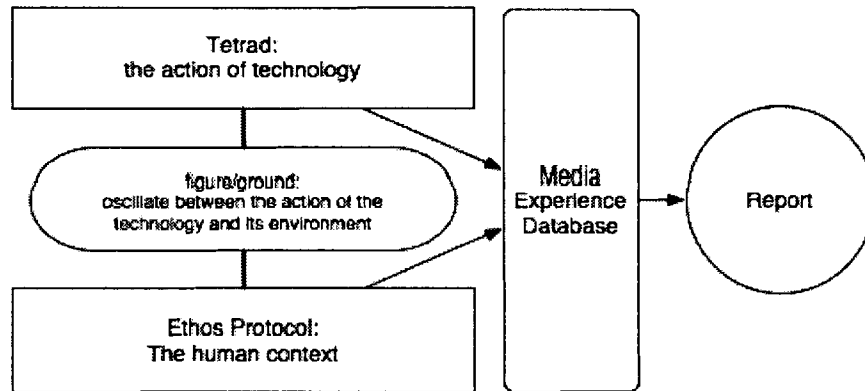 Tetrad:
the action of technology
figure/ground:
oscillate between the action of the
technology and its environment
Ethos Protocol:
The human context
Media
Experience
Database
Report